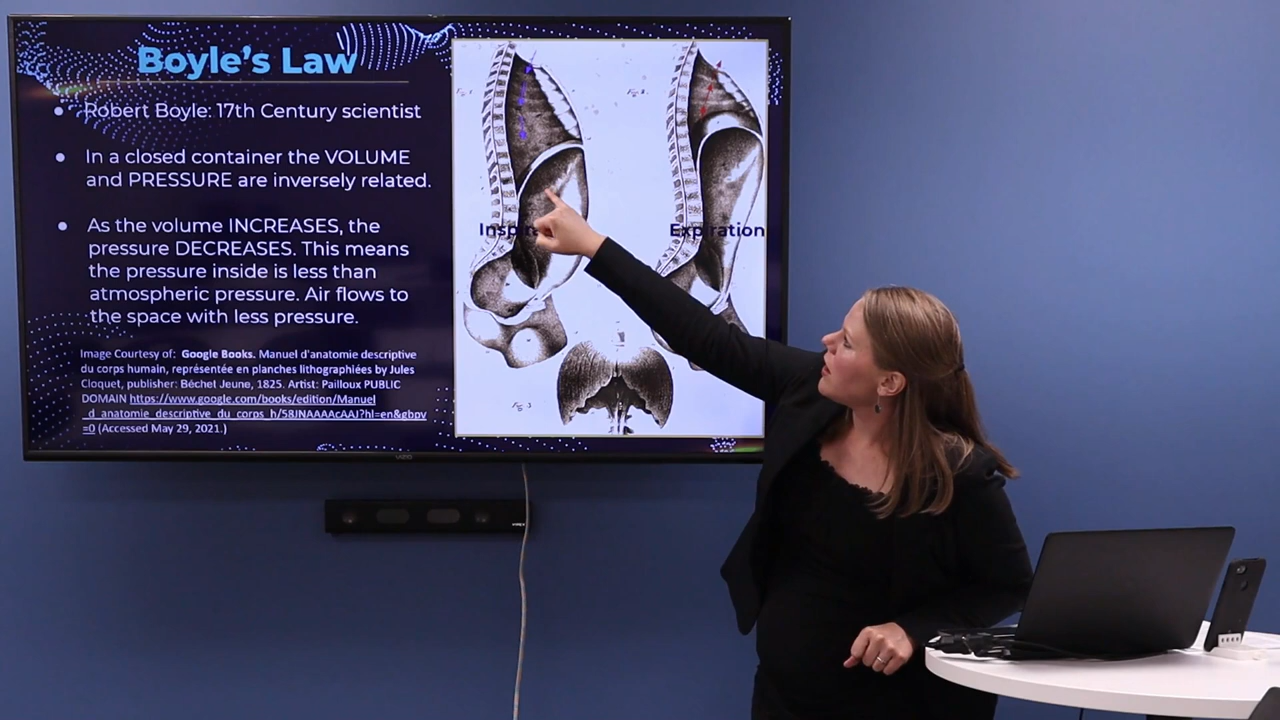 Boyle's Law
Robert Boyle: 17th Century scientist
In a closed container the VOLUME
and PRESSURE are inversely related.
As the volume INCREASES, the
pressure DECREASES. This means
the pressure inside is less than
atmospheric pressure. Air flows to
the space with less pressure.
Image Courtesy of: Google Books. Manuel d'anatomie descriptive
du corps humain, représentée en planches lithographiées by Jules
Cloquet, publisher: Béchet Jeune, 1825. Artist: Pailloux PUBLIC
DOMAIN https://www.google.com/books/edition/Manuel
_d_anatomie_descriptive_du_corps_h/58JNAAAAcAAJ?hl=en&gbpv
=0 (Accessed May 29, 2021.)
Expiration
Fig. 3
VIZIO